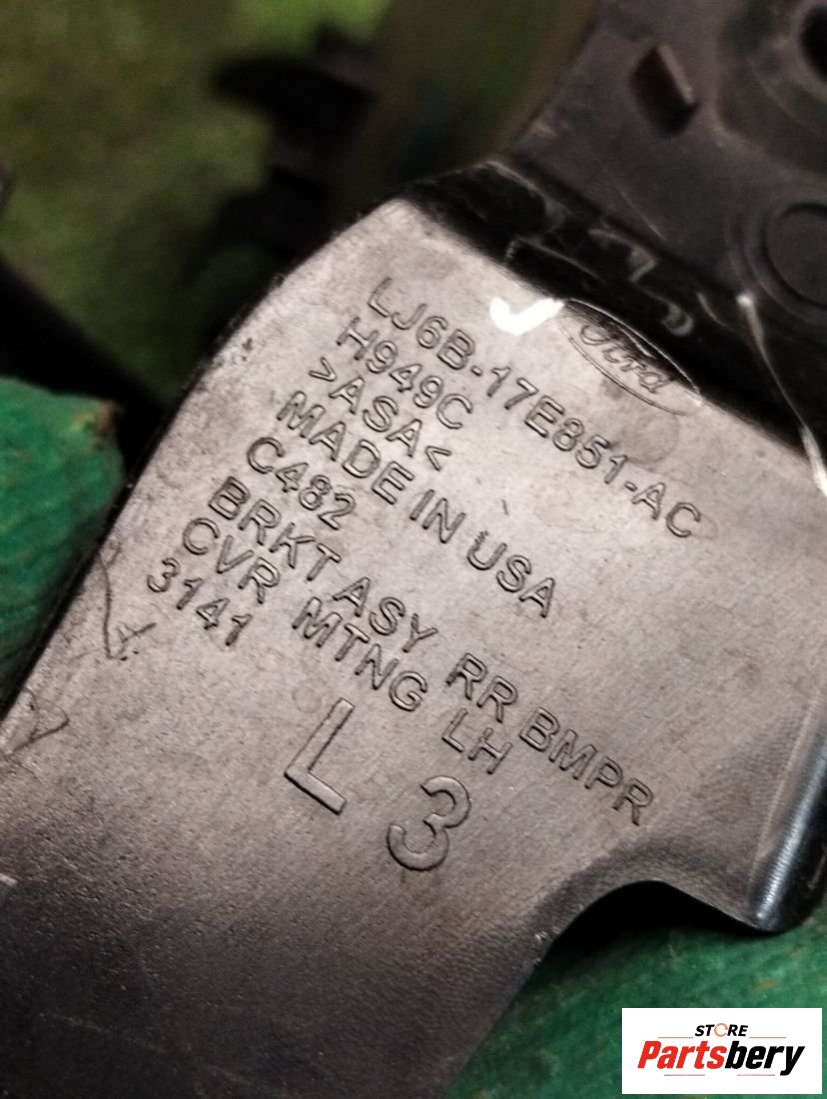 Ford
LJ6B-17E851-AC
H949C
>ASA<
MADE IN USA
C482
BRKT ASY RR BMPR
CVR MTNG LH
3141
L 3
STORE
Partsbery